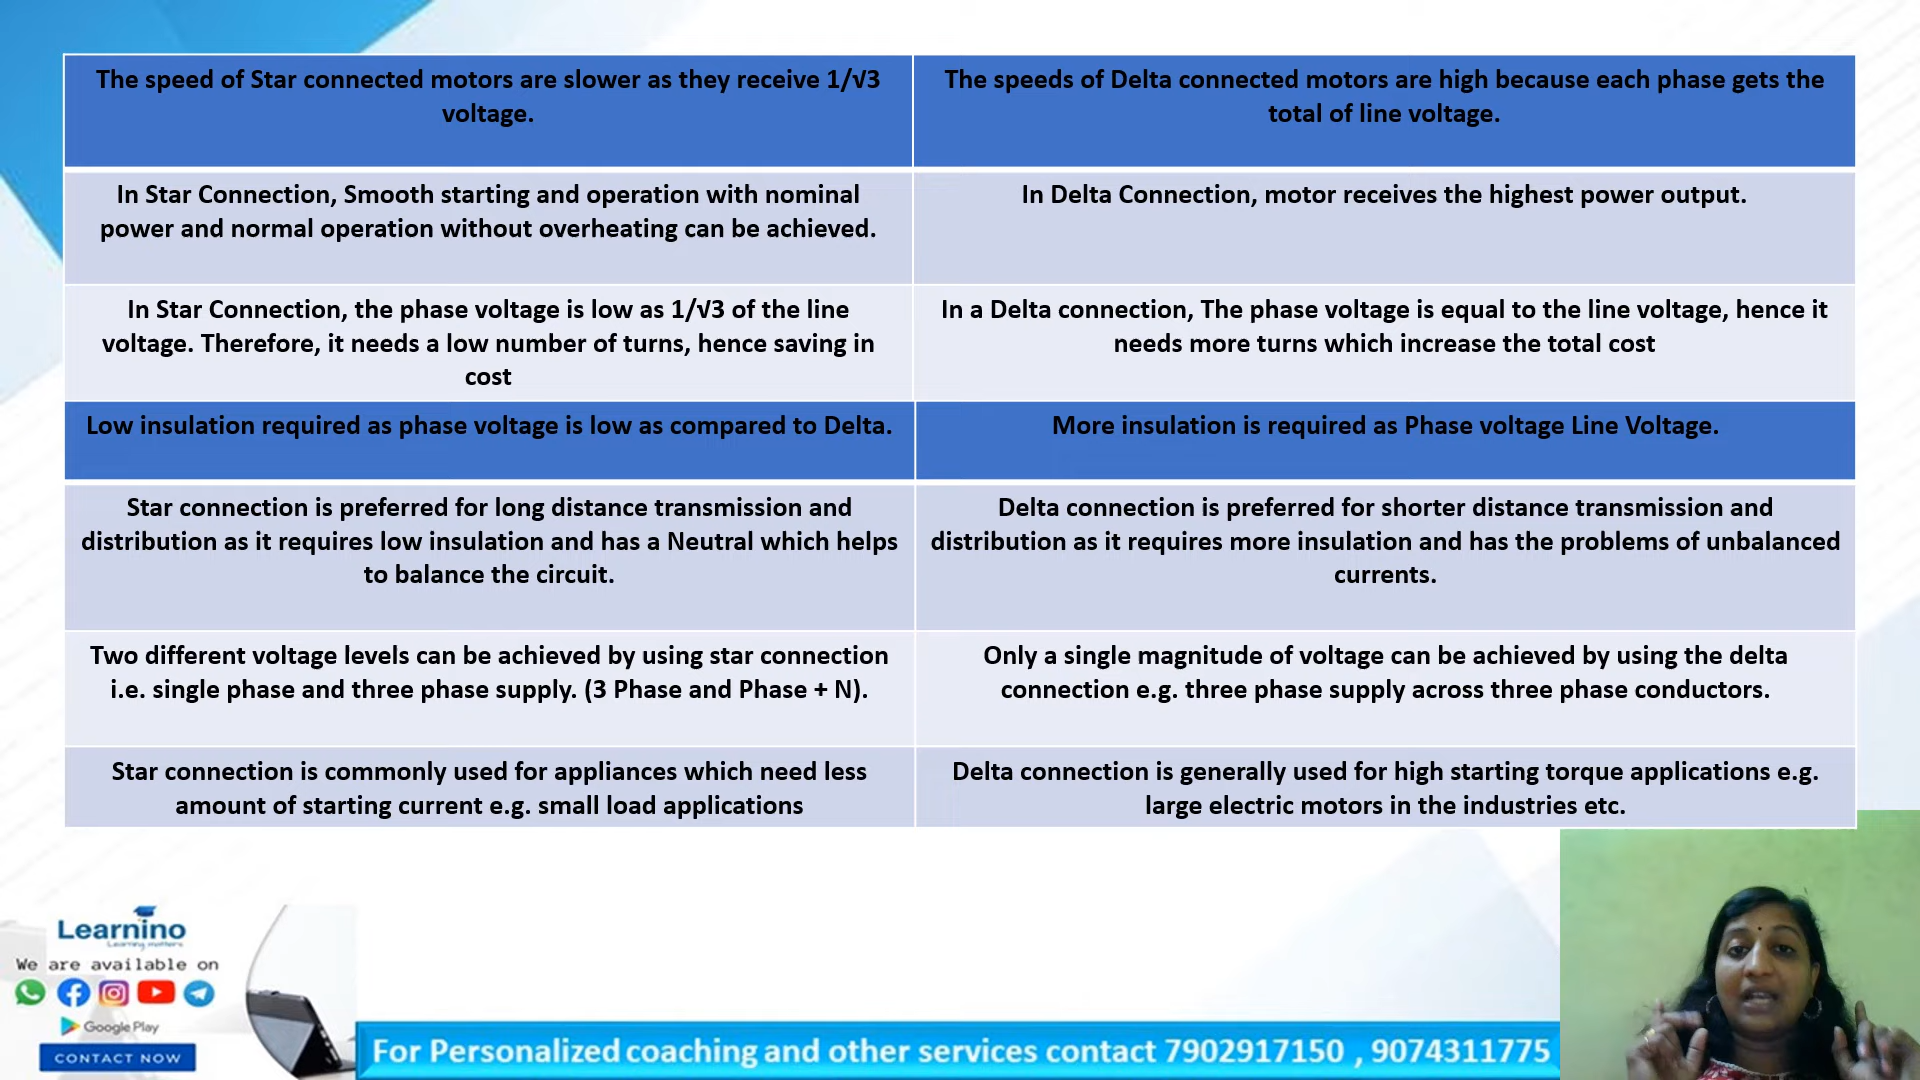 The speed of Star connected motors are slower as they receive 1/√3
voltage.
The speeds of Delta connected motors are high because each phase gets the
total of line voltage.
In Star Connection, Smooth starting and operation with nominal
power and normal operation without overheating can be achieved.
In Delta Connection, motor receives the highest power output.
In Star Connection, the phase voltage is low as 1/√3 of the line
voltage. Therefore, it needs a low number of turns, hence saving in
cost
In a Delta connection, The phase voltage is equal to the line voltage, hence it
needs more turns which increase the total cost
Low insulation required as phase voltage is low as compared to Delta.
More insulation is required as Phase voltage Line Voltage.
Star connection is preferred for long distance transmission and
distribution as it requires low insulation and has a Neutral which helps
to balance the circuit.
Delta connection is preferred for shorter distance transmission and
distribution as it requires more insulation and has the problems of unbalanced
currents.
Two different voltage levels can be achieved by using star connection
i.e. single phase and three phase supply. (3 Phase and Phase + N).
Only a single magnitude of voltage can be achieved by using the delta
connection e.g. three phase supply across three phase conductors.
Star connection is commonly used for appliances which need less
amount of starting current e.g. small load applications
Delta connection is generally used for high starting torque applications e.g.
large electric motors in the industries etc.
Learnino
Learning matters
We are available on
Google Play
CONTACT NOW
For Personalized coaching and other services contact 7902917150 , 9074311775